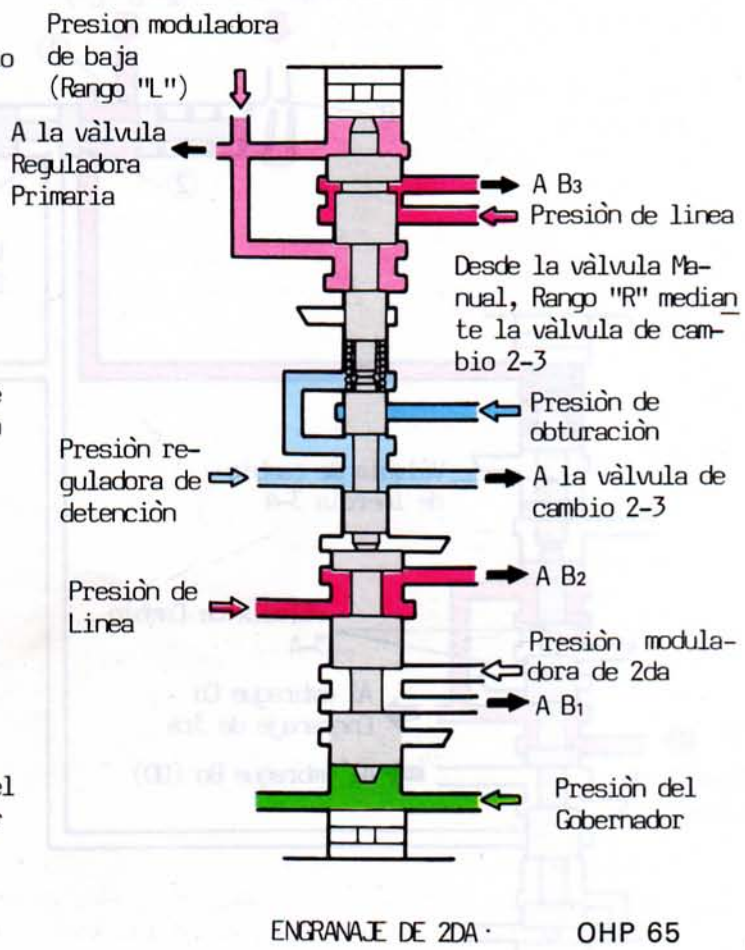 Presion moduladora
de baja
(Rango "L")
A la vàlvula
Reguladora
Primaria
A B3
Presiòn de linea
Desde la vàlvula Ma-
nual, Rango "R" median
te la vàlvula de cam-
bio 2-3
Presiòn de
obturaciòn
Presiòn re-
guladora de
detenciòn
A la vàlvula de
cambio 2-3
A B2
Presiòn de
Linea
Presiòn modula-
dora de 2da
A B1
Presiòn del
Gobernador
ENGRANAJE DE 2DA·
OHP 65